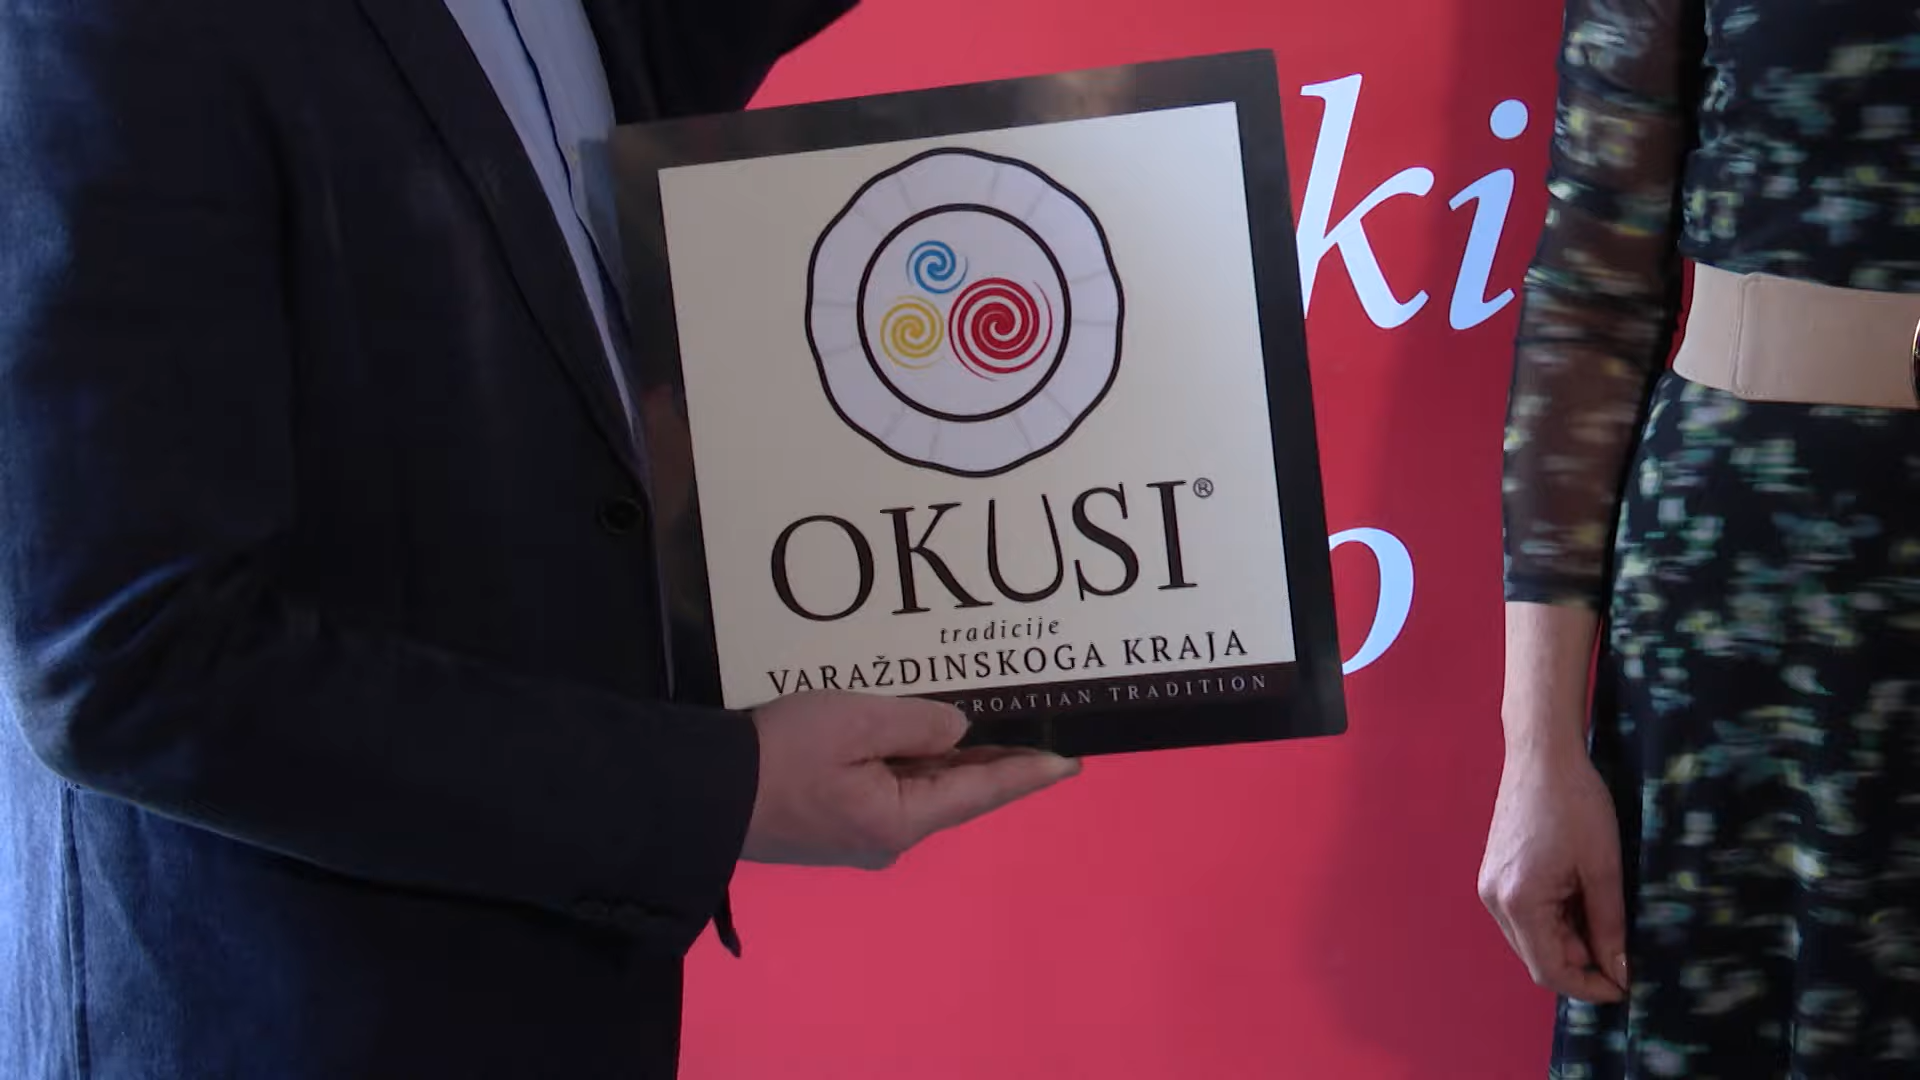 OKUSI®
tradicije
VARAŽDINSKOGA KRAJA
CROATIAN TRADITION
ki
o